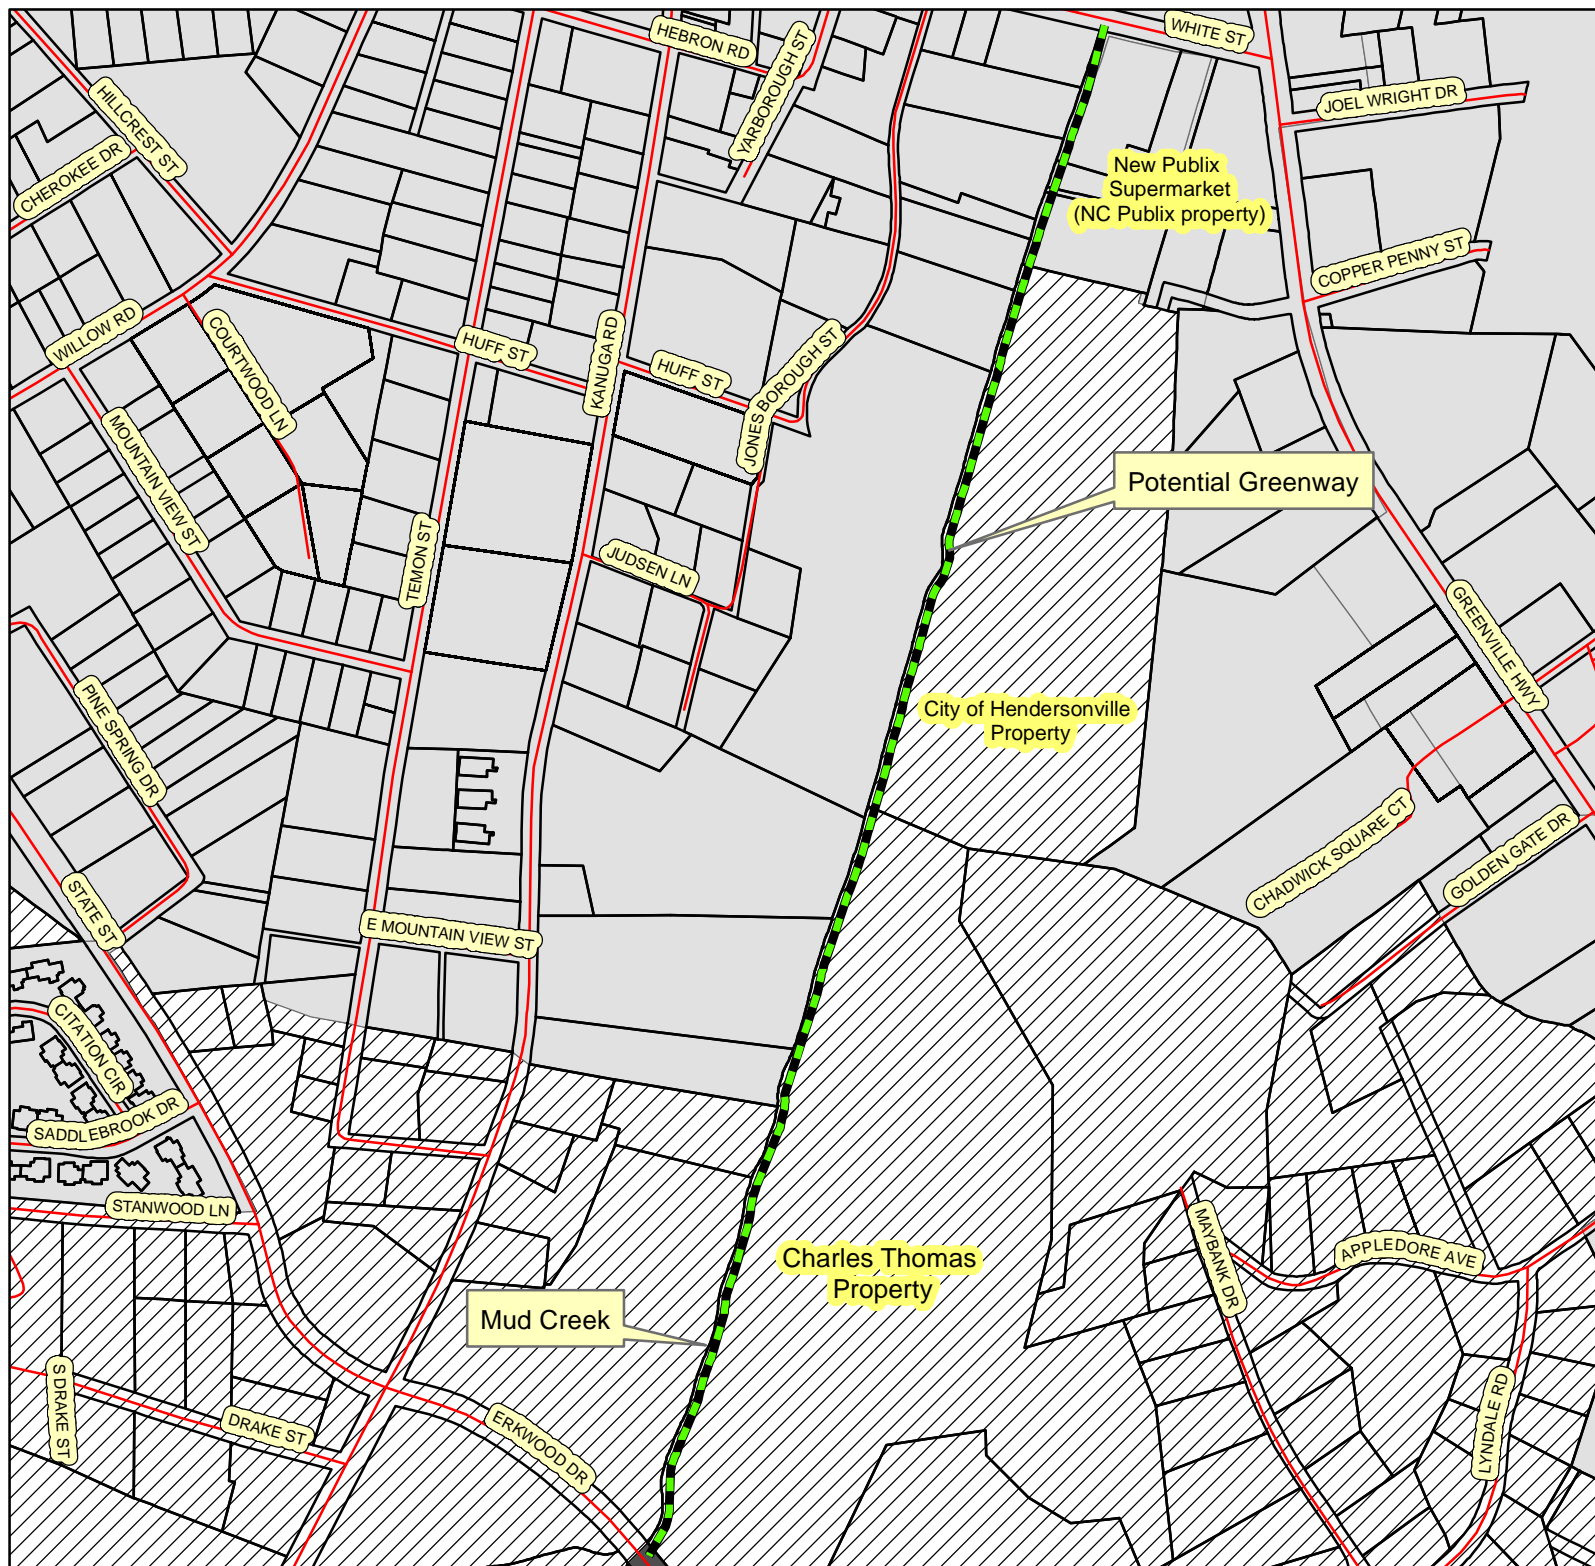 WHITE ST
HEBRON RD
YARBOROUGH ST
HILLCREST ST
JOEL WRIGHT DR
CHEROKEE DR
New Publix
Supermarket
(NC Publix property)
COPPER PENNY ST
WILLOW RD
COURTWOOD LN
HUFF ST
KANUGA RD
HUFF ST
JONESBOROUGH ST
MOUNTAIN VIEW ST
Potential Greenway
TEMON ST
JUDSEN LN
GREENVILLE HWY
PINE SPRING DR
City of Hendersonville
Property
CHADWICK SQUARE CT
GOLDEN GATE DR
STATE ST
E MOUNTAIN VIEW ST
CITATION CIR
SADDLEBROOK DR
STANWOOD LN
MAYBANK DR
APPLEDORE AVE
Charles Thomas
Property
Mud Creek
S DRAKE ST
DRAKE ST
ERKWOOD DR
LYNDALE RD